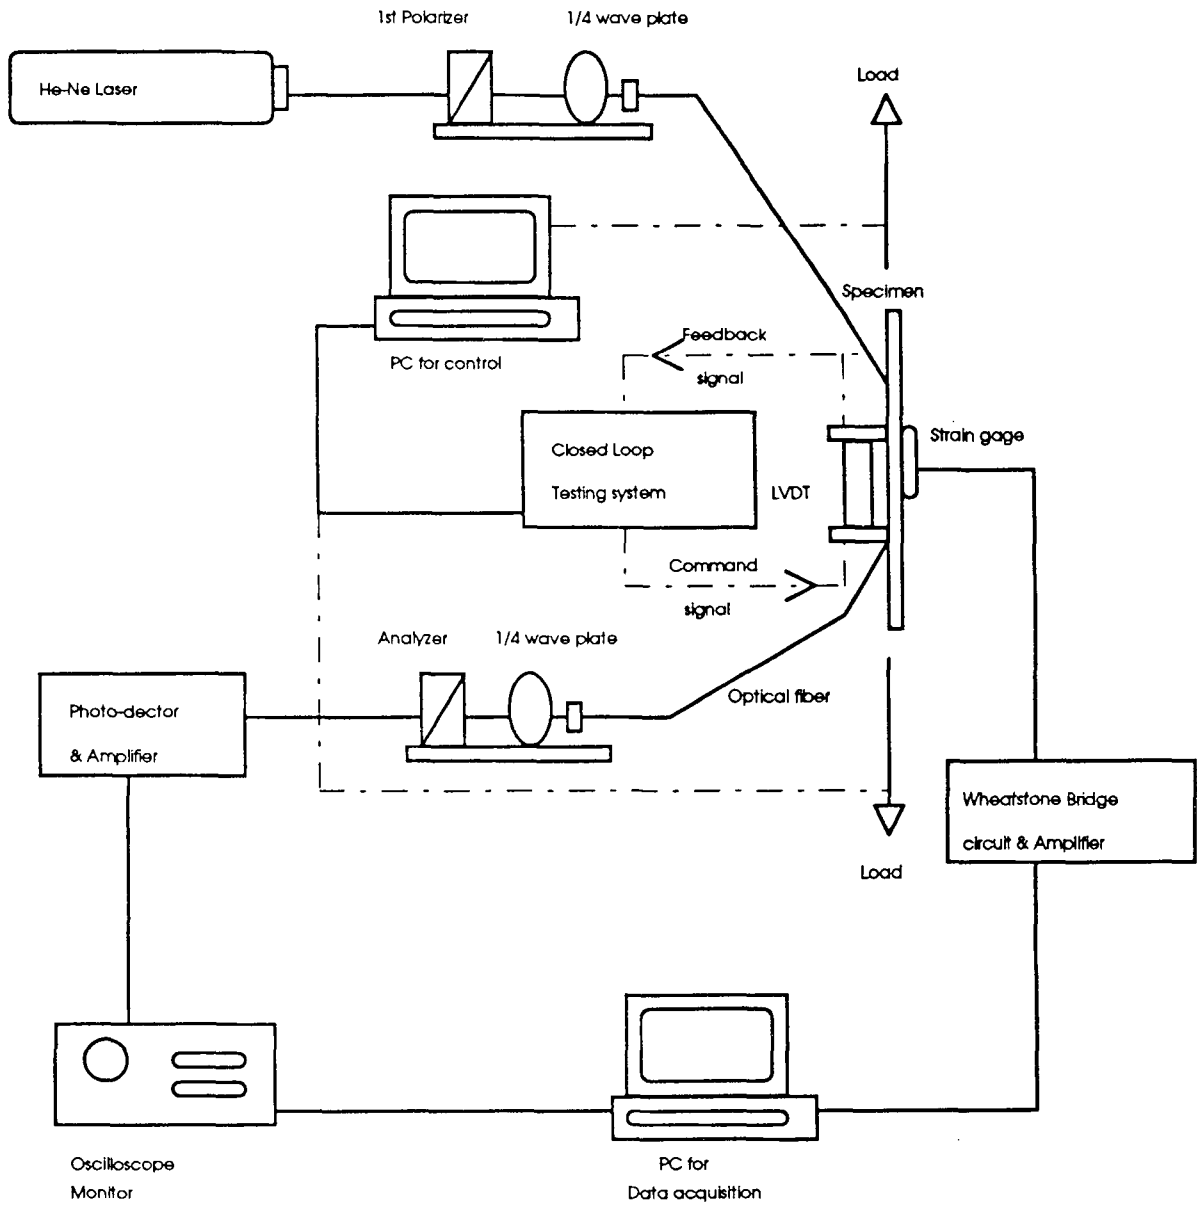 1st Polarizer
1/4 wave plate
He-Ne Laser
Load
Specimen
Feedback
signal
PC for control
Closed Loop
Testing system
LVDT
Strain gage
Command
signal
Analyzer
1/4 wave plate
Optical fiber
Photo-dector
& Amplifier
Wheatstone Bridge
circuit & Amplifier
Load
Oscilloscope
Monitor
PC for
Data acquisition